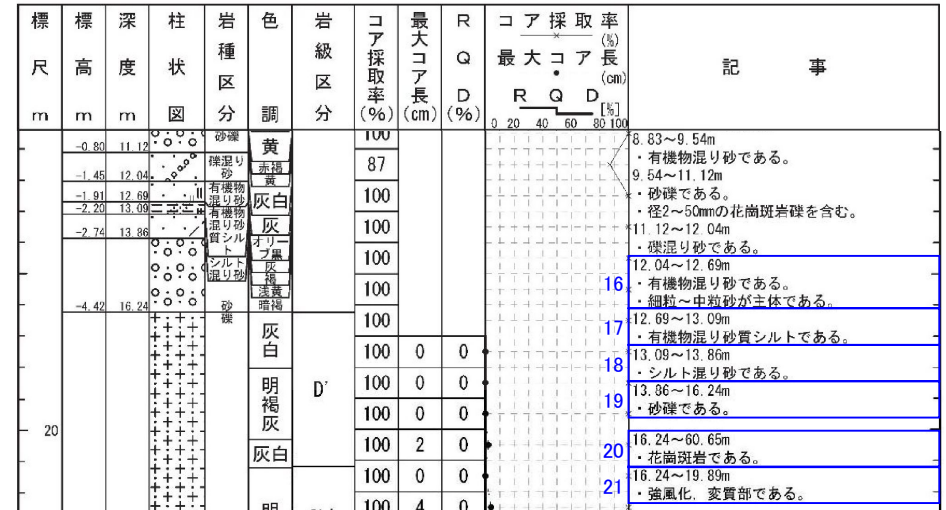 標尺m
標高m
深度m
柱状図
岩種区分
色調
岩級区分
コア採取率(%)
最大コア長(cm)
RQD(%)
コア採取率(%)
最大コア長(cm)
RQD[%]
0 20 40 60 80 100
記事
-0.80 11.12
-1.45 12.04
-1.91 12.69
-2.20 13.09
-2.74 13.86
-4.42 16.24
20
砂礫
礫混り砂
有機物混り砂
有機物混り砂質シルト
シルト混り砂
砂礫
黄
赤褐
黄
灰白
灰
オリーブ黒
灰
褐
浅黄
暗褐
灰白
明褐灰
灰白
明
D'
100
87
100
100
100
100
100
100 0 0
100 0 0
100 0 0
100 2 0
100 0 0
100 4 0
8.83～9.54m
・有機物混り砂である。
9.54～11.12m
・砂礫である。
・径2～50mmの花崗斑岩礫を含む。
11.12～12.04m
・礫混り砂である。
16
12.04～12.69m
・有機物混り砂である。
・細粒～中粒砂が主体である。
17
12.69～13.09m
・有機物混り砂質シルトである。
18
13.09～13.86m
・シルト混り砂である。
19
13.86～16.24m
・砂礫である。
20
16.24～60.65m
・花崗斑岩である。
21
16.24～19.89m
・強風化，変質部である。